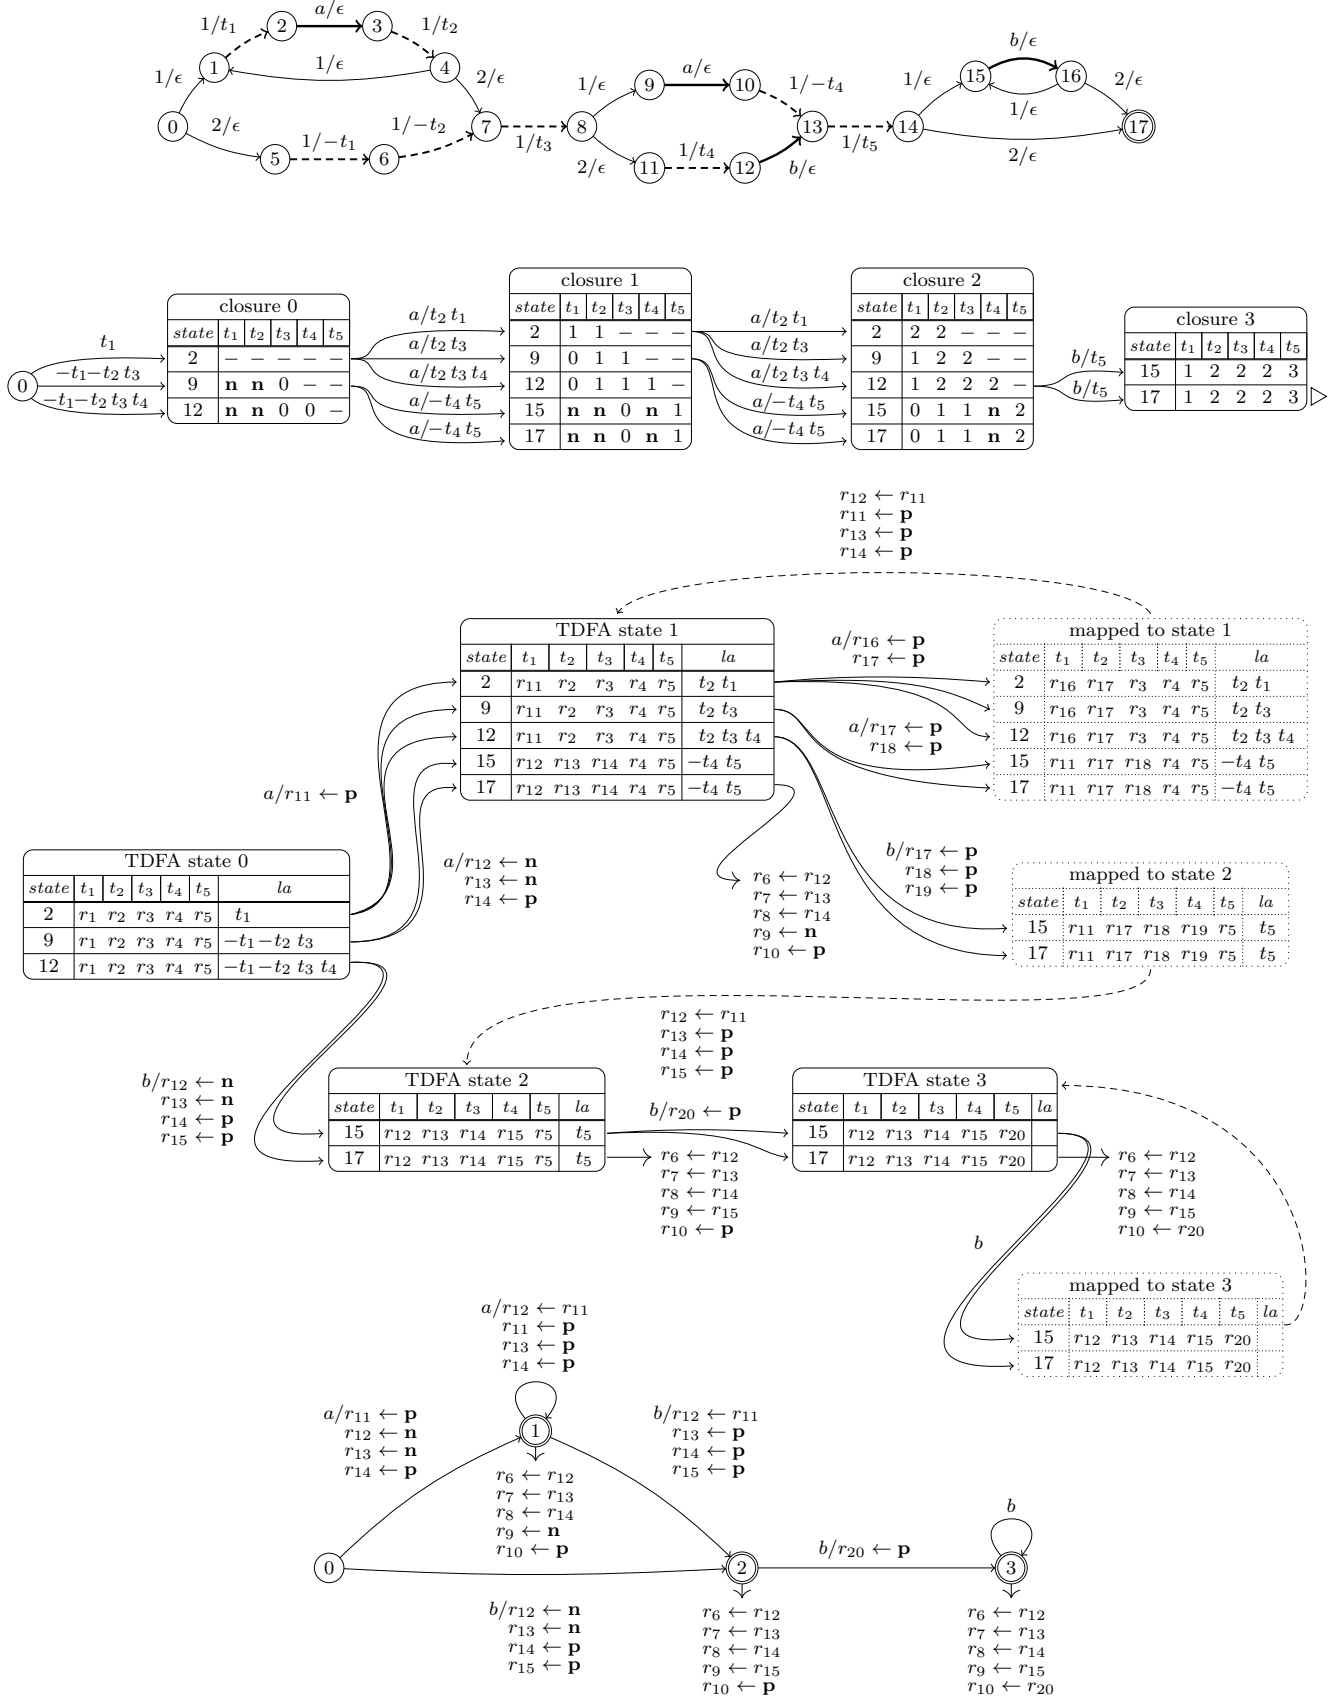 1/t₁ a/ϵ 1/t₂
2 3
1/ϵ 1 1/ϵ 4 2/ϵ
0 2/ϵ 1/−t₂ 7
5 1/−t₁ 6
1/t₃ 8
1/ϵ 9 a/ϵ 10 1/−t₄
2/ϵ 11 1/t₄ 12 b/ϵ 13
1/t₅ 14
1/ϵ 15 b/ϵ 16 2/ϵ
1/ϵ
2/ϵ 17
0
t₁
−t₁−t₂ t₃
−t₁−t₂ t₃ t₄
closure 0
state t₁ t₂ t₃ t₄ t₅
2 − − − − −
9 n n 0 − −
12 n n 0 0 −
a/t₂ t₁
a/t₂ t₃
a/t₂ t₃ t₄
a/−t₄ t₅
a/−t₄ t₅
closure 1
state t₁ t₂ t₃ t₄ t₅
2 1 1 − − −
9 0 1 1 − −
12 0 1 1 1 −
15 n n 0 n 1
17 n n 0 n 1
a/t₂ t₁
a/t₂ t₃
a/t₂ t₃ t₄
a/−t₄ t₅
a/−t₄ t₅
closure 2
state t₁ t₂ t₃ t₄ t₅
2 2 2 − − −
9 1 2 2 − −
12 1 2 2 2 −
15 0 1 1 n 2
17 0 1 1 n 2
b/t₅
b/t₅
closure 3
state t₁ t₂ t₃ t₄ t₅
15 1 2 2 2 3
17 1 2 2 2 3
r₁₂ ← r₁₁
r₁₁ ← p
r₁₃ ← p
r₁₄ ← p
TDFA state 1
state t₁ t₂ t₃ t₄ t₅ la
2 r₁₁ r₂ r₃ r₄ r₅ t₂ t₁
9 r₁₁ r₂ r₃ r₄ r₅ t₂ t₃
12 r₁₁ r₂ r₃ r₄ r₅ t₂ t₃ t₄
15 r₁₂ r₁₃ r₁₄ r₄ r₅ −t₄ t₅
17 r₁₂ r₁₃ r₁₄ r₄ r₅ −t₄ t₅
a/r₁₆ ← p
r₁₇ ← p
a/r₁₇ ← p
r₁₈ ← p
mapped to state 1
state t₁ t₂ t₃ t₄ t₅ la
2 r₁₆ r₁₇ r₃ r₄ r₅ t₂ t₁
9 r₁₆ r₁₇ r₃ r₄ r₅ t₂ t₃
12 r₁₆ r₁₇ r₃ r₄ r₅ t₂ t₃ t₄
15 r₁₁ r₁₇ r₁₈ r₄ r₅ −t₄ t₅
17 r₁₁ r₁₇ r₁₈ r₄ r₅ −t₄ t₅
a/r₁₁ ← p
a/r₁₂ ← n
r₁₃ ← n
r₁₄ ← p
TDFA state 0
state t₁ t₂ t₃ t₄ t₅ la
2 r₁ r₂ r₃ r₄ r₅ t₁
9 r₁ r₂ r₃ r₄ r₅ −t₁−t₂ t₃
12 r₁ r₂ r₃ r₄ r₅ −t₁−t₂ t₃ t₄
r₆ ← r₁₂
r₇ ← r₁₃
r₈ ← r₁₄
r₉ ← n
r₁₀ ← p
b/r₁₇ ← p
r₁₈ ← p
r₁₉ ← p
mapped to state 2
state t₁ t₂ t₃ t₄ t₅ la
15 r₁₁ r₁₇ r₁₈ r₁₉ r₅ t₅
17 r₁₁ r₁₇ r₁₈ r₁₉ r₅ t₅
r₁₂ ← r₁₁
r₁₃ ← p
r₁₄ ← p
r₁₅ ← p
b/r₁₂ ← n
r₁₃ ← n
r₁₄ ← p
r₁₅ ← p
TDFA state 2
state t₁ t₂ t₃ t₄ t₅ la
15 r₁₂ r₁₃ r₁₄ r₁₅ r₅ t₅
17 r₁₂ r₁₃ r₁₄ r₁₅ r₅ t₅
b/r₂₀ ← p
r₆ ← r₁₂
r₇ ← r₁₃
r₈ ← r₁₄
r₉ ← r₁₅
r₁₀ ← p
TDFA state 3
state t₁ t₂ t₃ t₄ t₅ la
15 r₁₂ r₁₃ r₁₄ r₁₅ r₂₀
17 r₁₂ r₁₃ r₁₄ r₁₅ r₂₀
r₆ ← r₁₂
r₇ ← r₁₃
r₈ ← r₁₄
r₉ ← r₁₅
r₁₀ ← r₂₀
b
mapped to state 3
state t₁ t₂ t₃ t₄ t₅ la
15 r₁₂ r₁₃ r₁₄ r₁₅ r₂₀
17 r₁₂ r₁₃ r₁₄ r₁₅ r₂₀
a/r₁₂ ← r₁₁
r₁₁ ← p
r₁₃ ← p
r₁₄ ← p
a/r₁₁ ← p
r₁₂ ← n
r₁₃ ← n
r₁₄ ← p
1
r₆ ← r₁₂
r₇ ← r₁₃
r₈ ← r₁₄
r₉ ← n
r₁₀ ← p
b/r₁₂ ← r₁₁
r₁₃ ← p
r₁₄ ← p
r₁₅ ← p
0
b/r₁₂ ← n
r₁₃ ← n
r₁₄ ← p
r₁₅ ← p
2
r₆ ← r₁₂
r₇ ← r₁₃
r₈ ← r₁₄
r₉ ← r₁₅
r₁₀ ← p
b/r₂₀ ← p
b
3
r₆ ← r₁₂
r₇ ← r₁₃
r₈ ← r₁₄
r₉ ← r₁₅
r₁₀ ← r₂₀